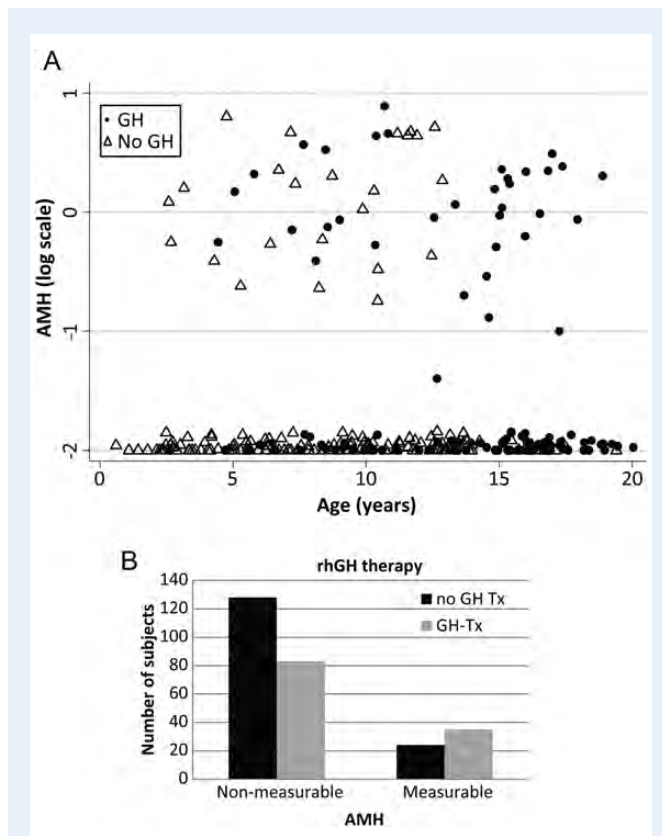 A
AMH (log scale)
1
0
-1
-2
GH
No GH
0 5 10 15 20
Age (years)
B
rhGH therapy
Number of subjects
140
120
100
80
60
40
20
0
no GH Tx
GH-Tx
Non-measurable Measurable
AMH